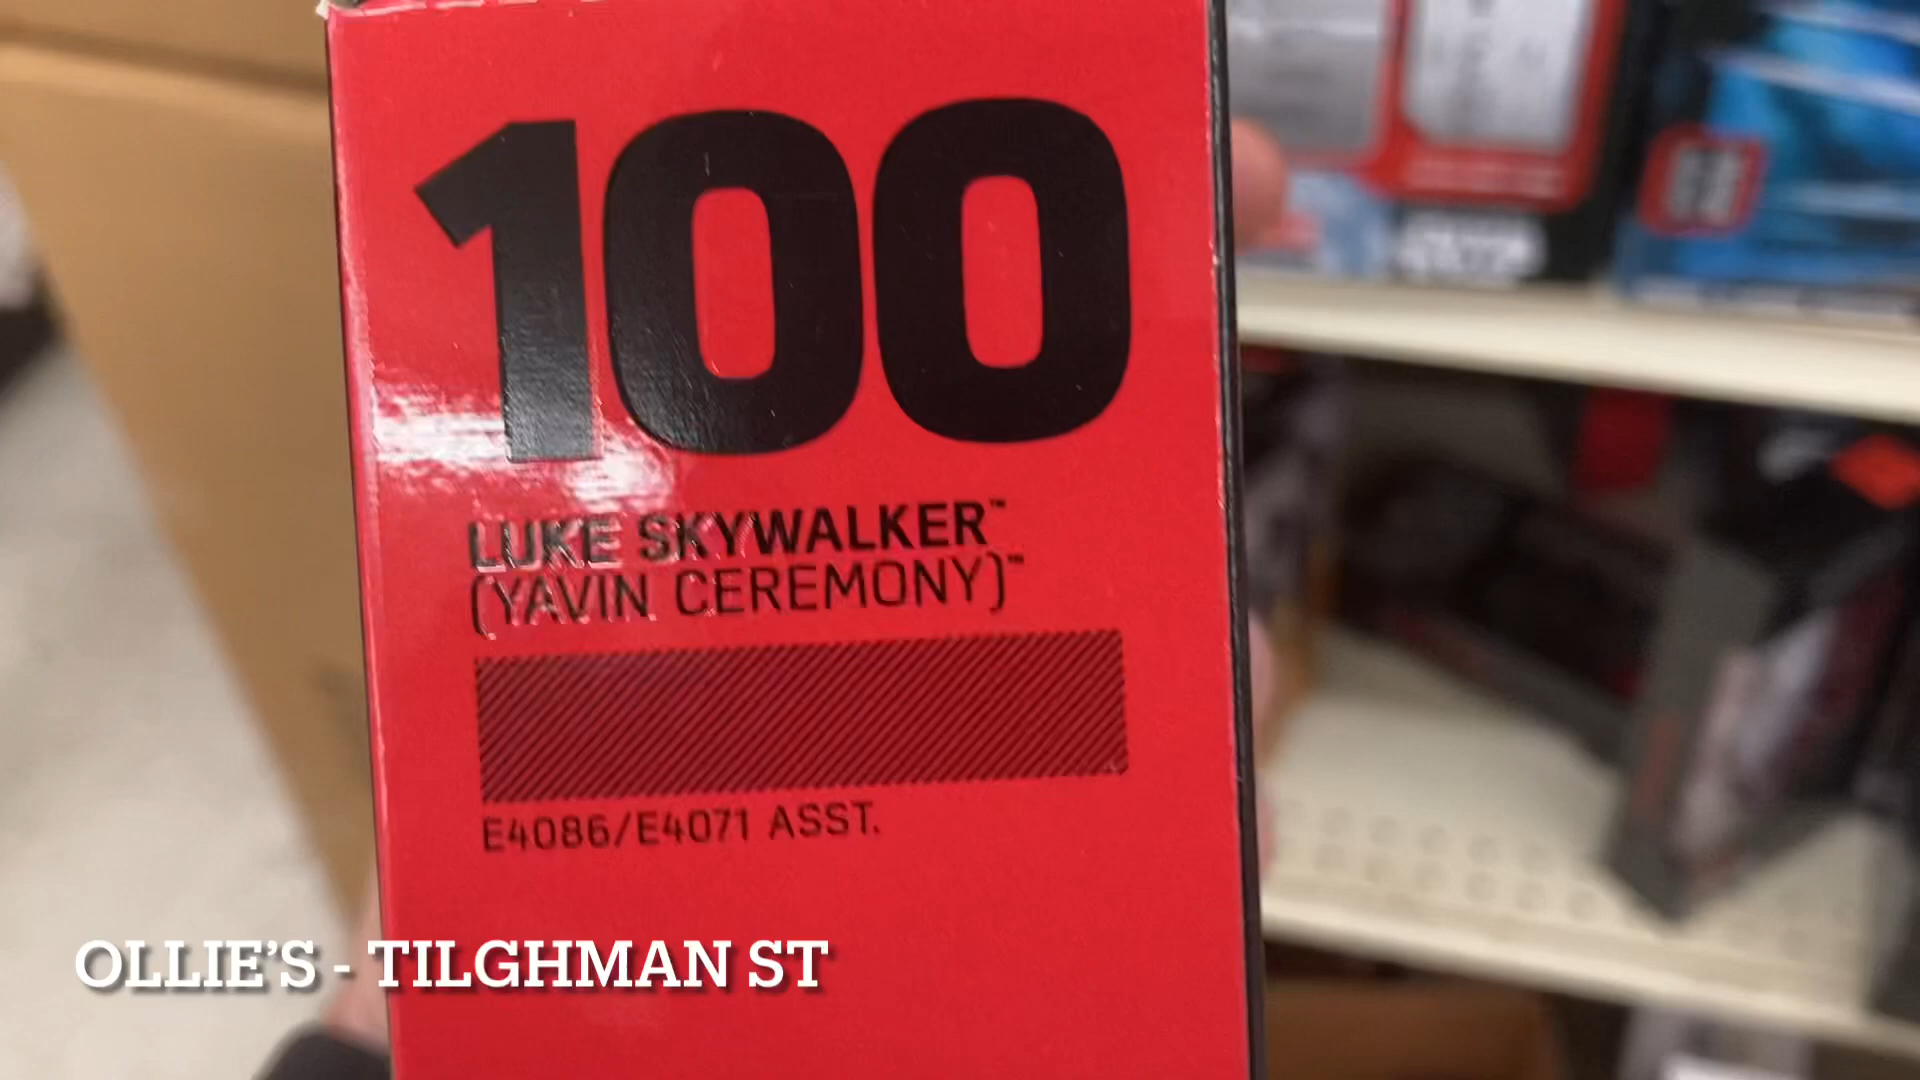 100
LUKE SKYWALKER™
(YAVIN CEREMONY)™
E4086/E4071 ASST.
OLLIE'S - TILGHMAN ST